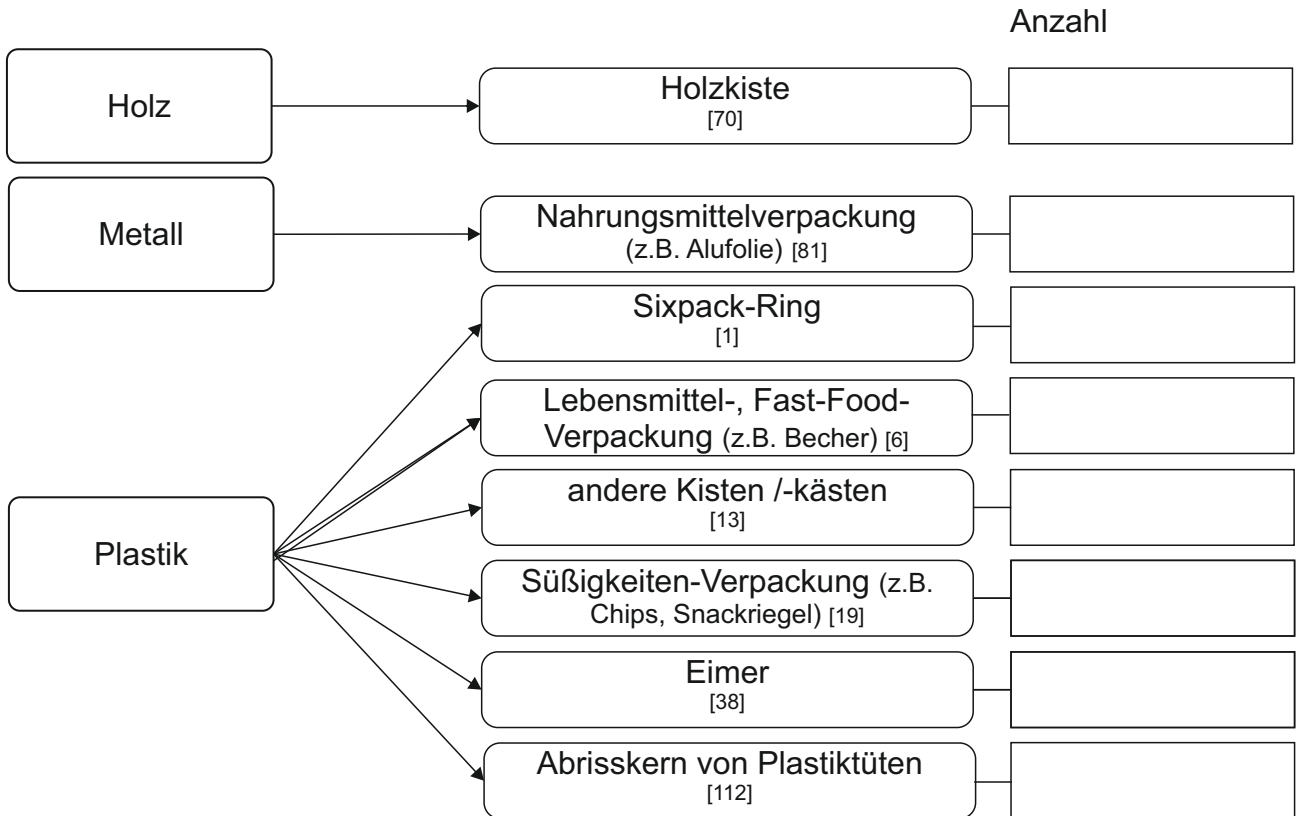 Anzahl
Holz
Holzkiste
[70]
Metall
Nahrungsmittelverpackung
(z.B. Alufolie) [81]
Plastik
Sixpack-Ring
[1]
Lebensmittel-, Fast-Food-
Verpackung (z.B. Becher) [6]
andere Kisten /-kästen
[13]
Süßigkeiten-Verpackung (z.B.
Chips, Snackriegel) [19]
Eimer
[38]
Abrisskern von Plastiktüten
[112]